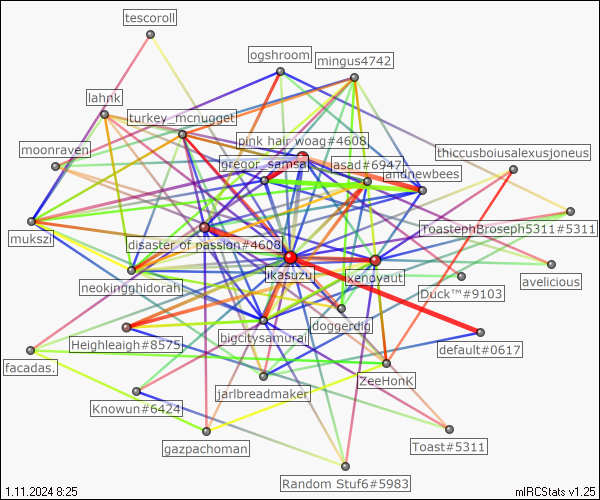 tescoroll
ogshroom
mingus4742
lahnk
turkey_mcnugget
pink hair woag#4608
moonraven
thiccusboiusalexusjoneus
gregor_samsa
asad#6947
andnewbees
ToastephBroseph5311#5311
mukszi
disaster of passion#4608
ikasuzu
xenoyaut
avelicious
neokingghidorah
Duck™#9103
doggerdig
bigcitysamurai
Heighleaigh#8575
default#0617
facadas.
ZeeHonK
jarlbreadmaker
Knowun#6424
gazpachoman
Toast#5311
Random Stuf6#5983
1.11.2024 8:25
mIRCStats v1.25